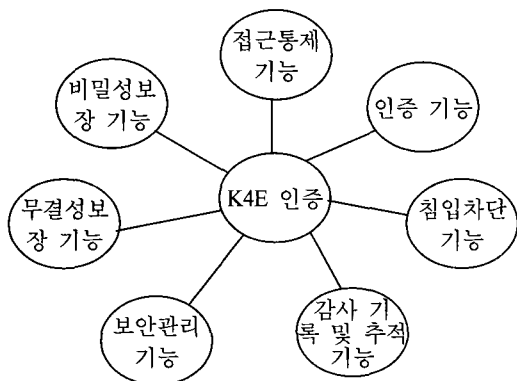 접근통제
기능
비밀성보
장 기능
인증 기능
K4E 인증
무결성보
장 기능
침입차단
기능
보안관리
기능
감사 기
록 및 추적
기능